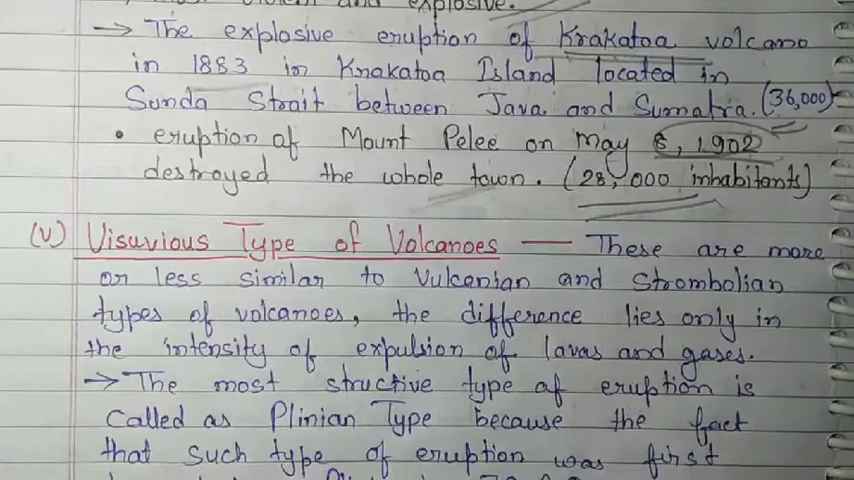 and explosive.
→ The explosive eruption of Krakatoa volcano
in 1883 in Krakatoa Island located in
Sunda Strait between Java and Sumatra. (36,000)
• eruption of Mount Pelee on may 8, 1902
destroyed the whole town. (28,000 inhabitants)
(v) Visuvious Type of Volcanoes — These are more
or less similar to Vulcanian and Strombolian
types of volcanoes, the difference lies only in
the intensity of expulsion of lavas and gases.
→ The most structive type of eruption is
called as Plinian Type because the fact
that such type of eruption was first